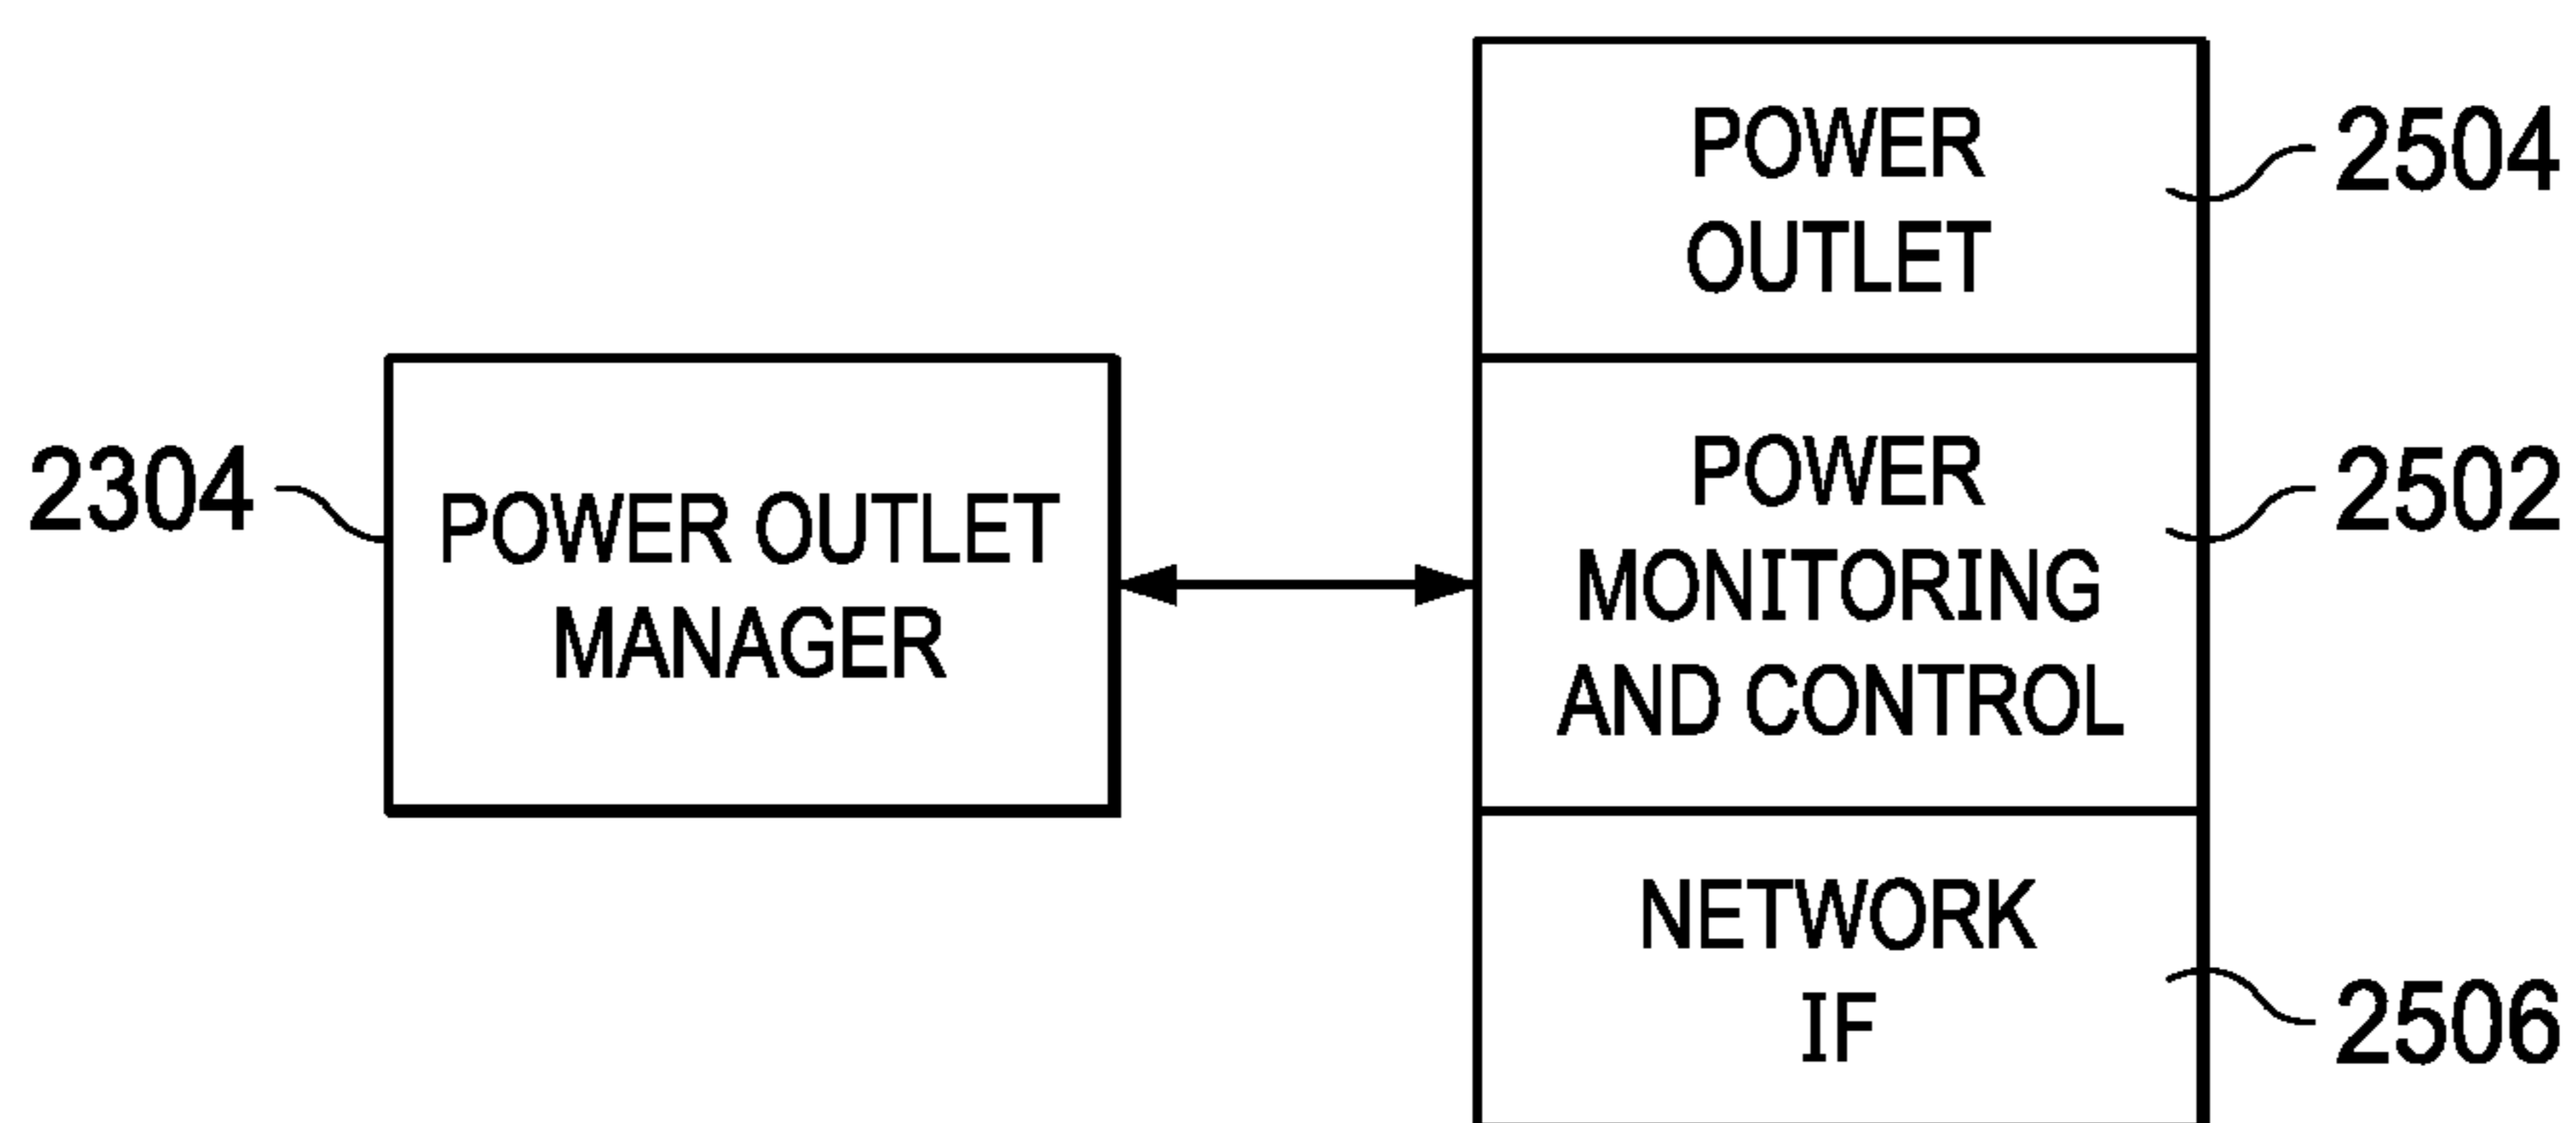 POWER
OUTLET
2504
2304
POWER OUTLET
MANAGER
POWER
MONITORING
AND CONTROL
2502
NETWORK
IF
2506